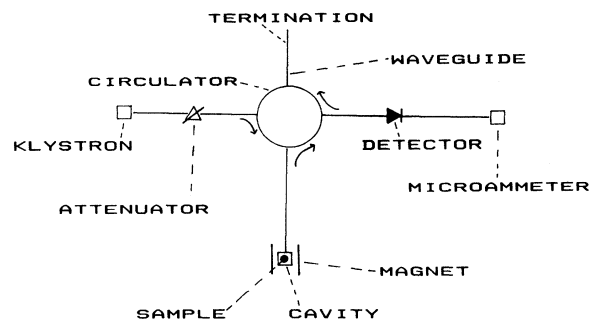 TERMINATION
WAVEGUIDE
CIRCULATOR
KLYSTRON
DETECTOR
MICROAMMETER
ATTENUATOR
MAGNET
SAMPLE
CAVITY